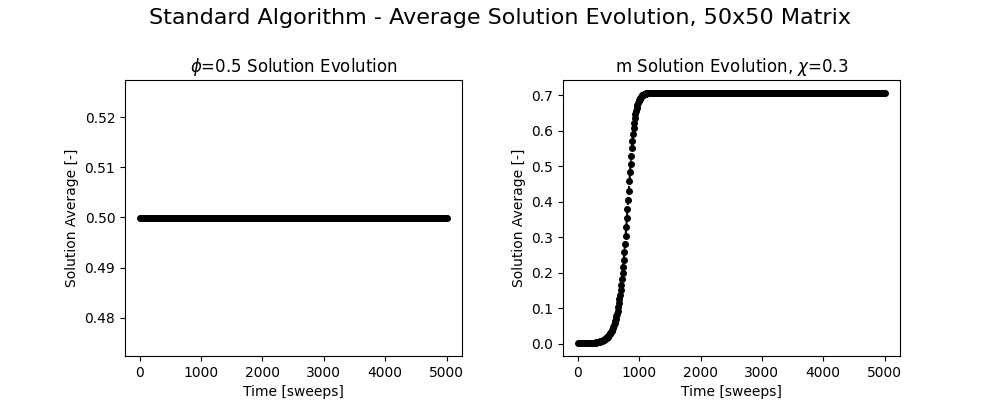 Standard Algorithm - Average Solution Evolution, 50x50 Matrix
ϕ=0.5 Solution Evolution
Solution Average [-]
0.52
0.51
0.50
0.49
0.48
0 1000 2000 3000 4000 5000
Time [sweeps]
m Solution Evolution, χ=0.3
Solution Average [-]
0.7
0.6
0.5
0.4
0.3
0.2
0.1
0.0
0 1000 2000 3000 4000 5000
Time [sweeps]